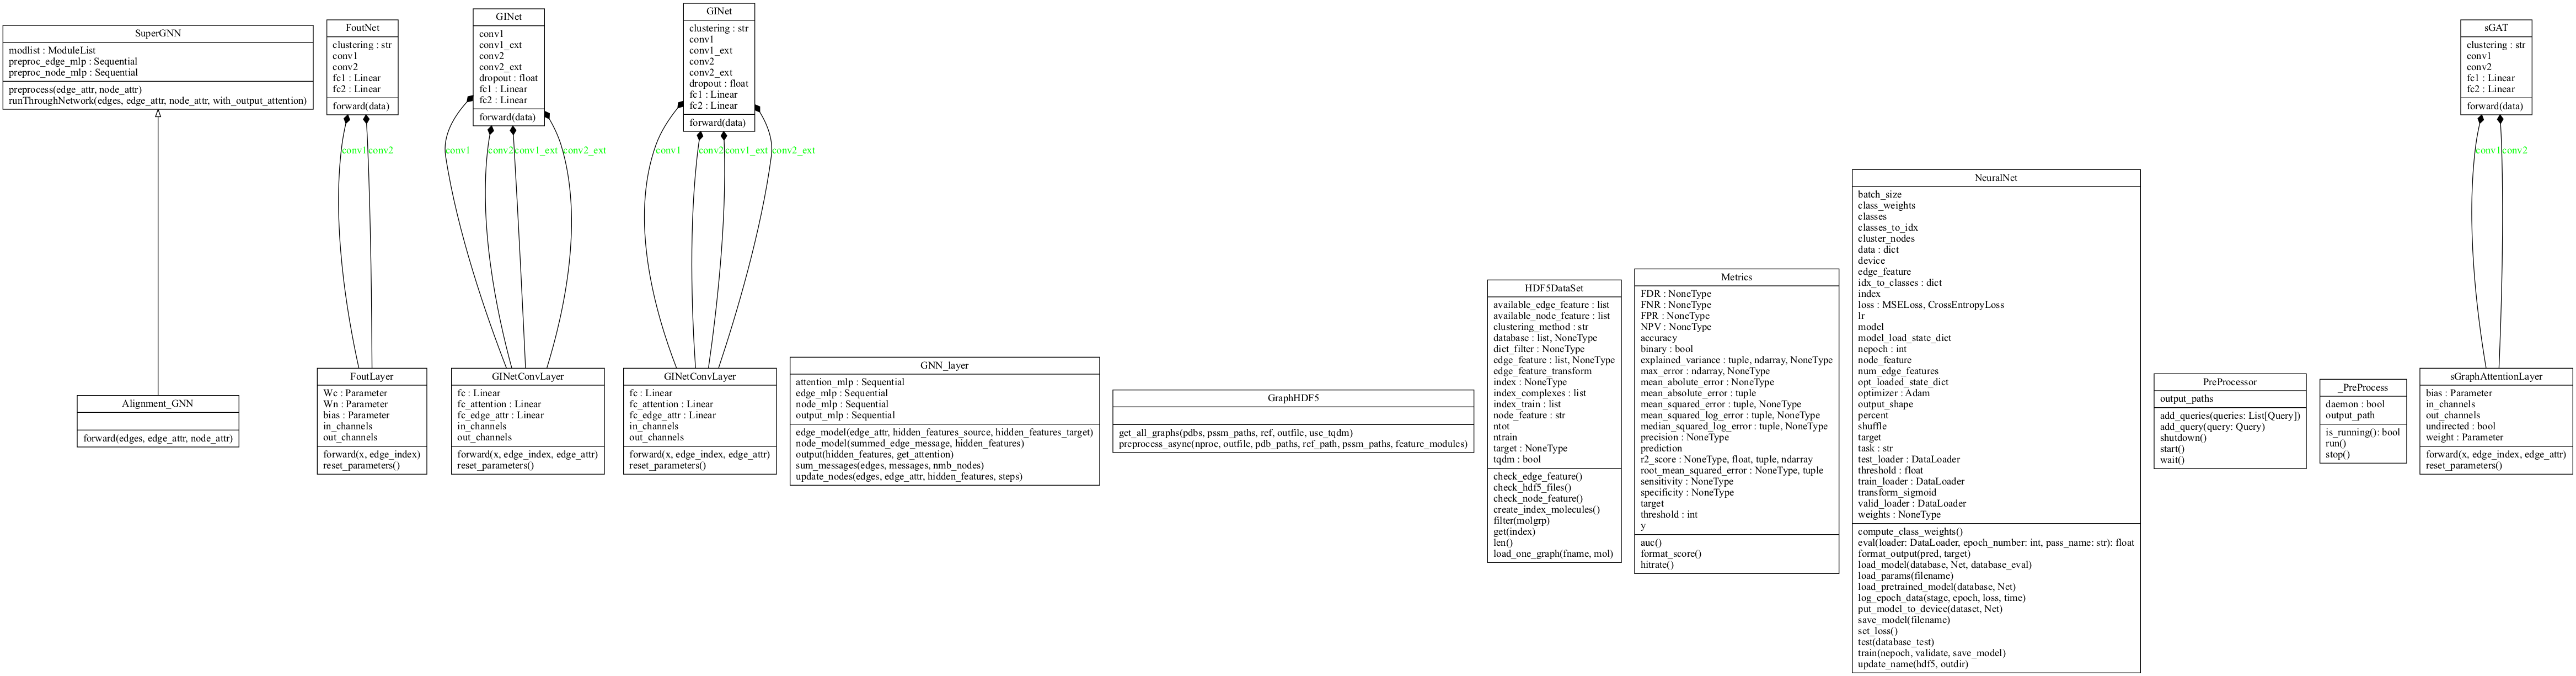 SuperGNN
modlist : ModuleList
preproc_edge_mlp : Sequential
preproc_node_mlp : Sequential
preprocess(edge_attr, node_attr)
runThroughNetwork(edges, edge_attr, node_attr, with_output_attention)
FoutNet
clustering : str
conv1
conv2
fc1 : Linear
fc2 : Linear
forward(data)
GINet
conv1
conv1_ext
conv2
conv2_ext
dropout : float
fc1 : Linear
fc2 : Linear
forward(data)
GINet
clustering : str
conv1
conv1_ext
conv2
conv2_ext
dropout : float
fc1 : Linear
fc2 : Linear
forward(data)
sGAT
clustering : str
conv1
conv2
fc1 : Linear
fc2 : Linear
forward(data)
conv1
conv2
conv1
conv2
conv1_ext
conv2_ext
conv1
conv2
conv1_ext
conv2_ext
conv1
conv2
Alignment_GNN
forward(edges, edge_attr, node_attr)
FoutLayer
Wc : Parameter
Wn : Parameter
bias : Parameter
in_channels
out_channels
forward(x, edge_index)
reset_parameters()
GINetConvLayer
fc : Linear
fc_attention : Linear
fc_edge_attr : Linear
in_channels
out_channels
forward(x, edge_index, edge_attr)
reset_parameters()
GINetConvLayer
fc : Linear
fc_attention : Linear
fc_edge_attr : Linear
in_channels
out_channels
forward(x, edge_index, edge_attr)
reset_parameters()
GNN_layer
attention_mlp : Sequential
edge_mlp : Sequential
node_mlp : Sequential
output_mlp : Sequential
edge_model(edge_attr, hidden_features_source, hidden_features_target)
node_model(summed_edge_message, hidden_features)
output(hidden_features, get_attention)
sum_messages(edges, messages, nmb_nodes)
update_nodes(edges, edge_attr, hidden_features, steps)
GraphHDF5
get_all_graphs(pdbs, pssm_paths, ref, outfile, use_tqdm)
preprocess_async(nproc, outfile, pdb_paths, ref_path, pssm_paths, feature_modules)
HDF5DataSet
available_edge_feature : list
available_node_feature : list
clustering_method : str
database : list, NoneType
dict_filter : NoneType
edge_feature : list, NoneType
edge_feature_transform
index : NoneType
index_complexes : list
index_train : list
node_feature : str
ntot
ntrain
target : NoneType
tqdm : bool
check_edge_feature()
check_hdf5_files()
check_node_feature()
create_index_molecules()
filter(molgrp)
get(index)
len()
load_one_graph(fname, mol)
Metrics
FDR : NoneType
FNR : NoneType
FPR : NoneType
NPV : NoneType
accuracy
binary : bool
explained_variance : tuple, ndarray, NoneType
max_error : ndarray, NoneType
mean_abolute_error : NoneType
mean_absolute_error : tuple
mean_squared_error : tuple, NoneType
mean_squared_log_error : tuple, NoneType
median_squared_log_error : tuple, NoneType
precision : NoneType
prediction
r2_score : NoneType, float, tuple, ndarray
root_mean_squared_error : NoneType, tuple
sensitivity : NoneType
specificity : NoneType
target
threshold : int
y
auc()
format_score()
hitrate()
NeuralNet
batch_size
class_weights
classes
classes_to_idx
cluster_nodes
data : dict
device
edge_feature
idx_to_classes : dict
index
loss : MSELoss, CrossEntropyLoss
lr
model
model_load_state_dict
nepoch : int
node_feature
num_edge_features
opt_loaded_state_dict
optimizer : Adam
output_shape
percent
shuffle
target
task : str
test_loader : DataLoader
threshold : float
train_loader : DataLoader
transform_sigmoid
valid_loader : DataLoader
weights : NoneType
compute_class_weights()
eval(loader: DataLoader, epoch_number: int, pass_name: str): float
format_output(pred, target)
load_model(database, Net, database_eval)
load_params(filename)
load_pretrained_model(database, Net)
log_epoch_data(stage, epoch, loss, time)
put_model_to_device(dataset, Net)
save_model(filename)
set_loss()
test(database_test)
train(nepoch, validate, save_model)
update_name(hdf5, outdir)
PreProcessor
output_paths
add_queries(queries: List[Query])
add_query(query: Query)
shutdown()
start()
wait()
_PreProcess
daemon : bool
output_path
is_running(): bool
run()
stop()
sGraphAttentionLayer
bias : Parameter
in_channels
out_channels
undirected : bool
weight : Parameter
forward(x, edge_index, edge_attr)
reset_parameters()